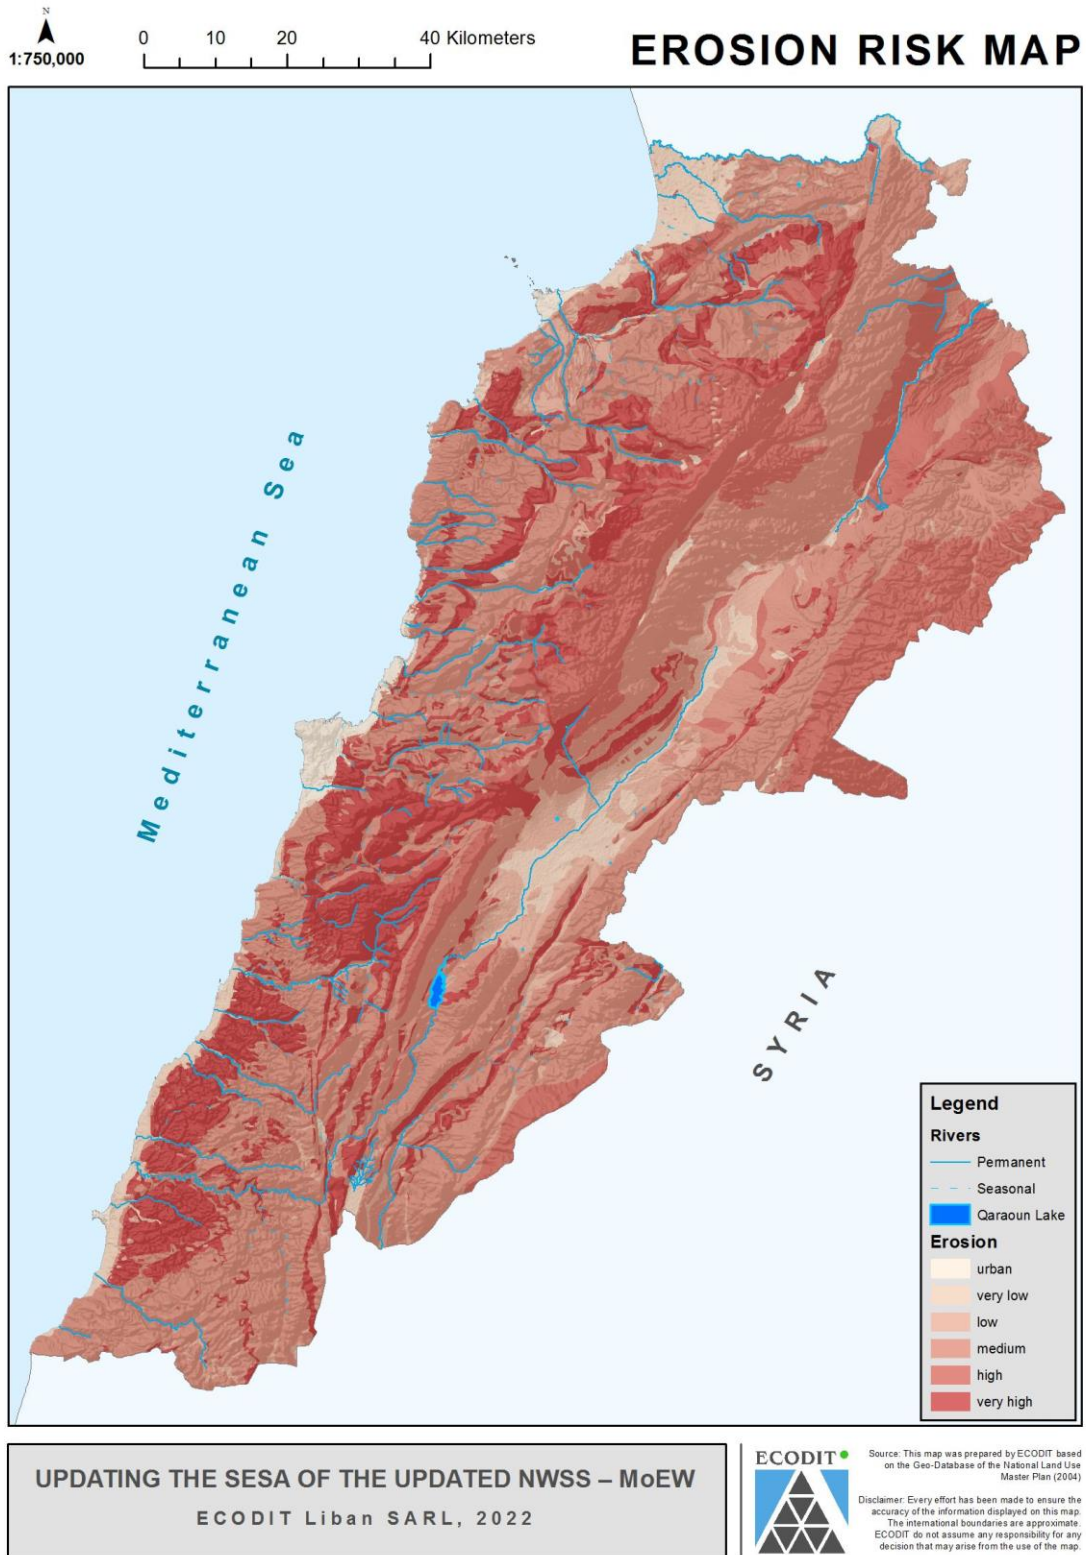 N
1:750,000
0 10 20 40 Kilometers
EROSION RISK MAP
Mediterranean Sea
SYRIA
Legend
Rivers
Permanent
Seasonal
Qaraoun Lake
Erosion
urban
very low
low
medium
high
very high
UPDATING THE SESA OF THE UPDATED NWSS – MoEW
ECODIT Liban SARL, 2022
ECODIT
Source: This map was prepared by ECODIT based
on the Geo-Database of the National Land Use
Master Plan (2004)
Disclaimer: Every effort has been made to ensure the
accuracy of the information displayed on this map.
The international boundaries are approximate.
ECODIT do not assume any responsibility for any
decision that may arise from the use of the map.